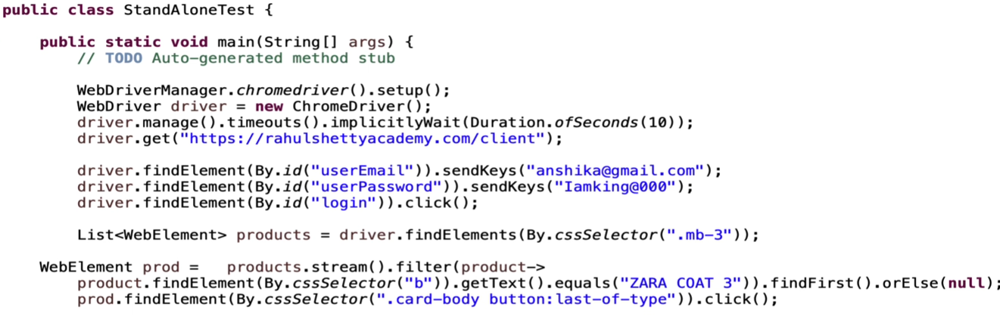 public class StandAloneTest {
public static void main(String[] args) {
// TODO Auto-generated method stub
WebDriverManager.chromedriver().setup();
WebDriver driver = new ChromeDriver();
driver.manage().timeouts().implicitlyWait(Duration.ofSeconds(10));
driver.get("https://rahulshettyacademy.com/client");
driver.findElement(By.id("userEmail")).sendKeys("anshika@gmail.com");
driver.findElement(By.id("userPassword")).sendKeys("Iamking@000");
driver.findElement(By.id("login")).click();
List<WebElement> products = driver.findElements(By.cssSelector(".mb-3"));
WebElement prod =   products.stream().filter(product->
product.findElement(By.cssSelector("b")).getText().equals("ZARA COAT 3")).findFirst().orElse(null);
prod.findElement(By.cssSelector(".card-body button:last-of-type")).click();